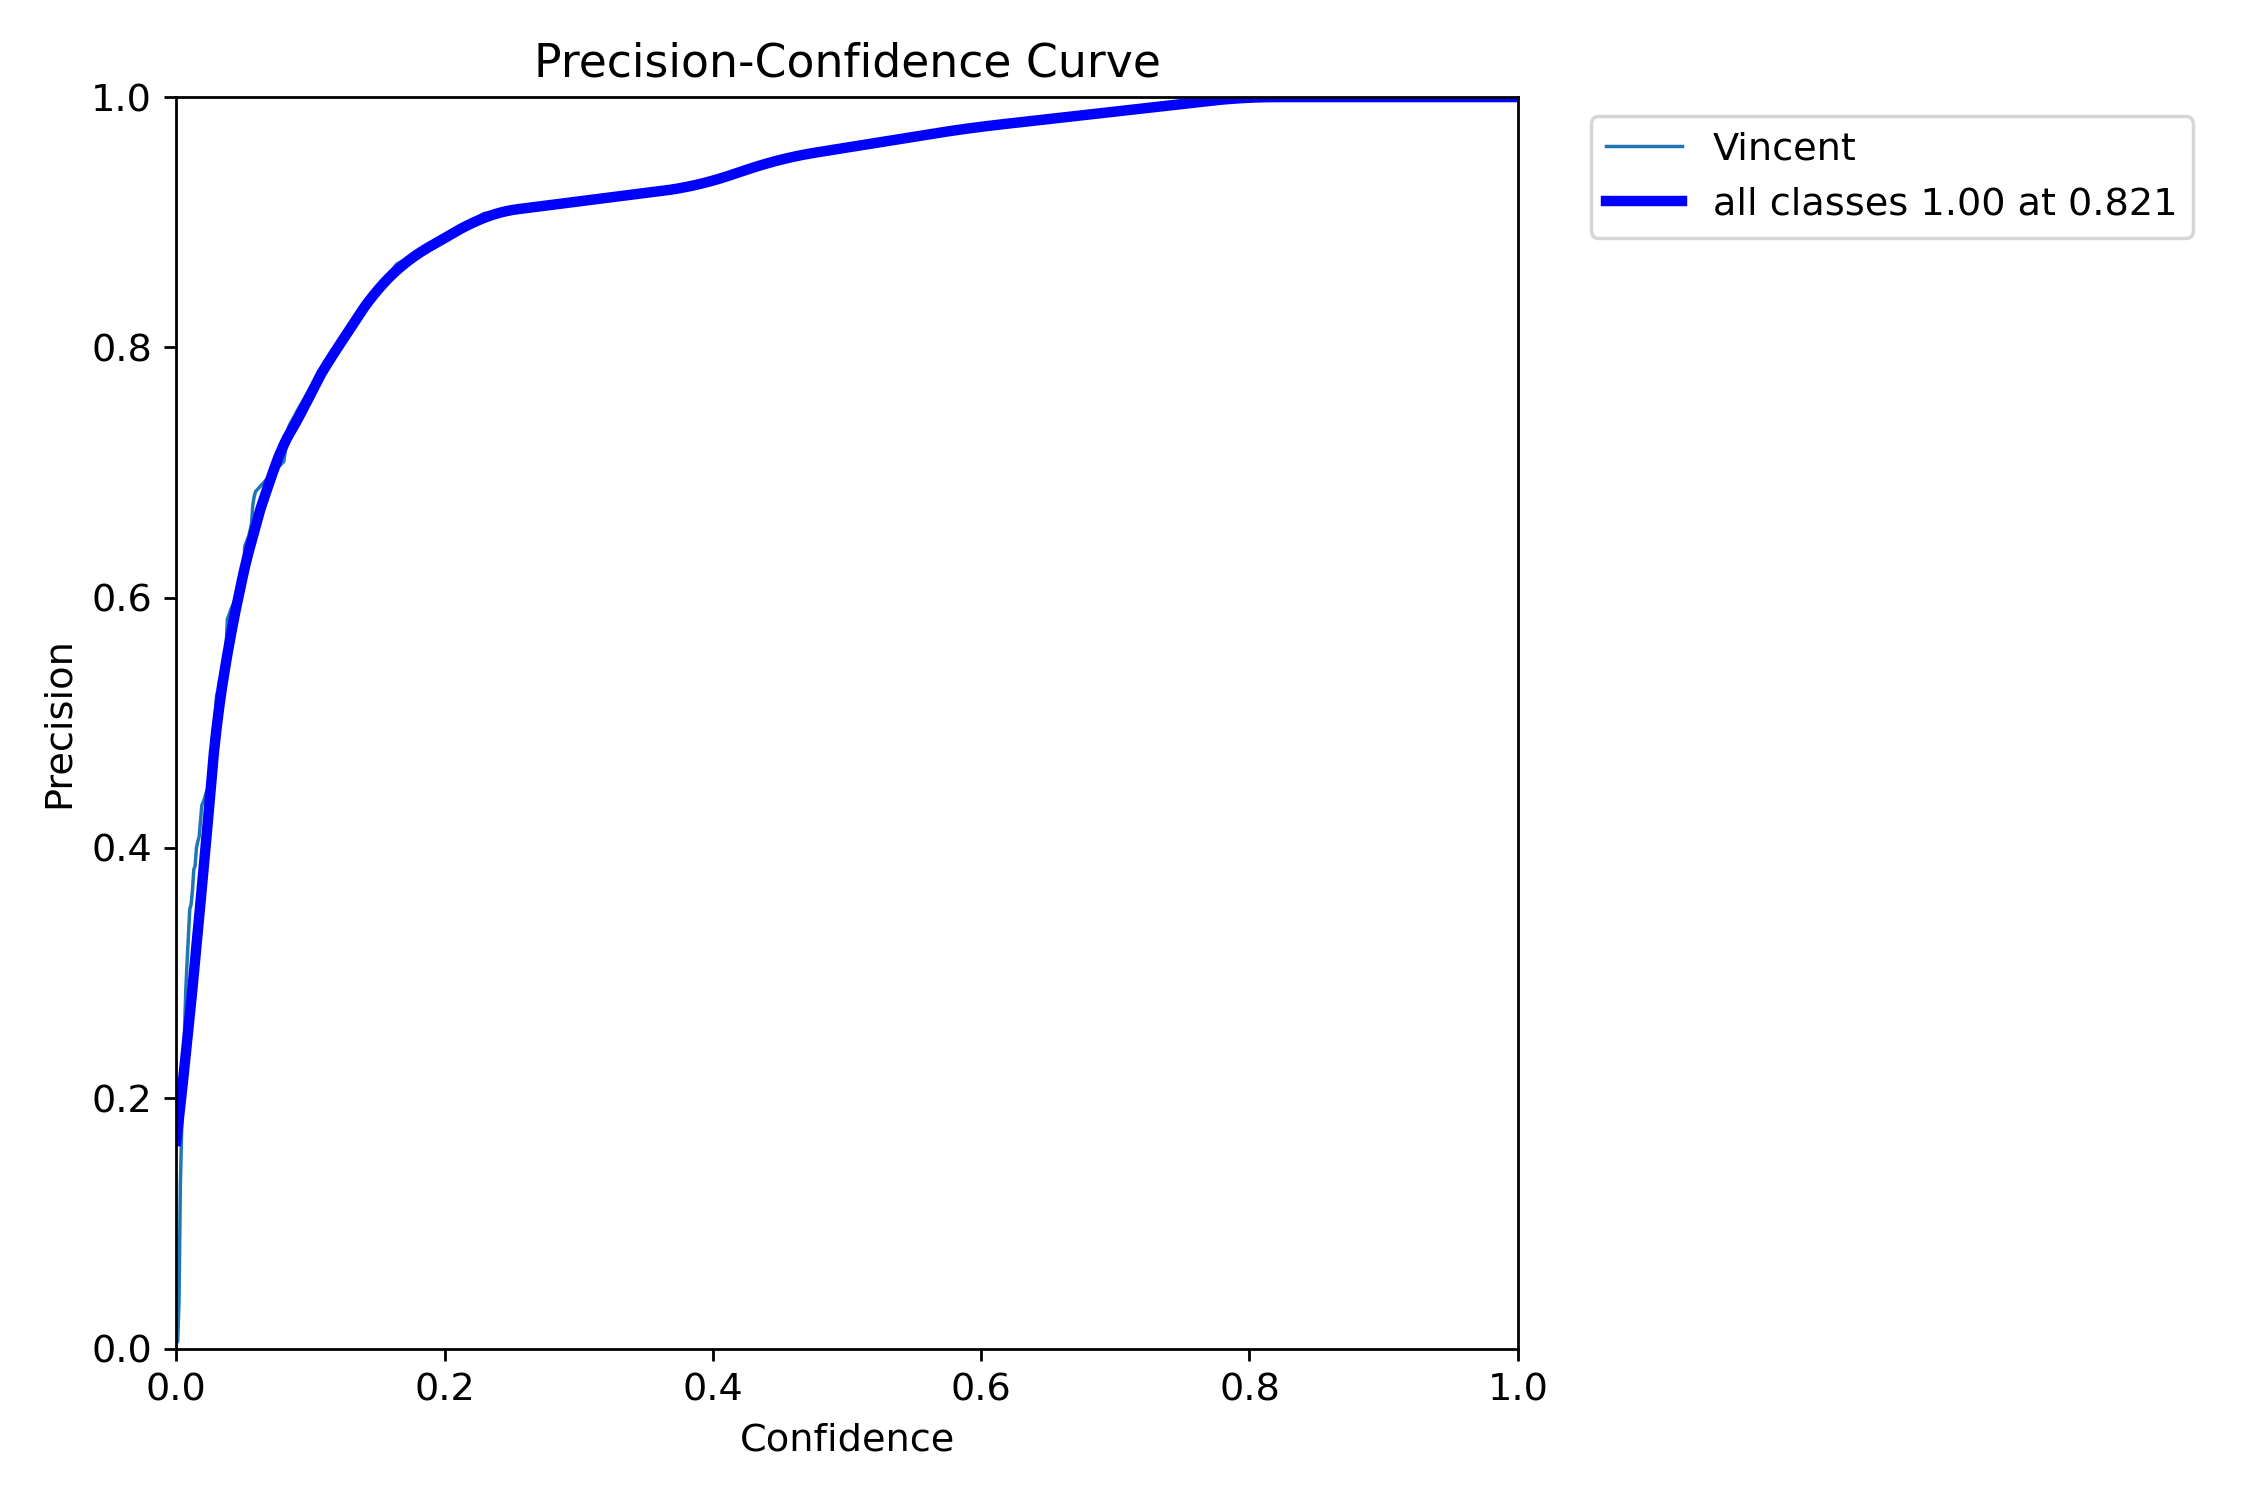 Precision-Confidence Curve
1.0
0.8
0.6
0.4
0.2
0.0
Precision
0.0 0.2 0.4 0.6 0.8 1.0
Confidence
Vincent
all classes 1.00 at 0.821